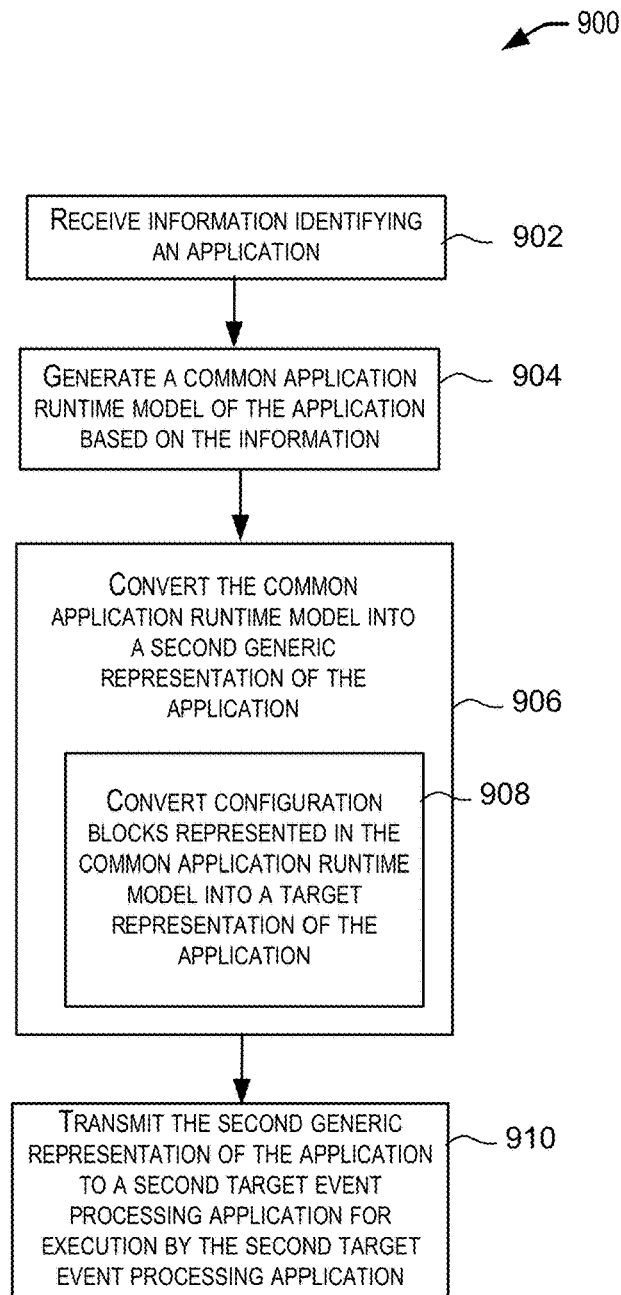 900
RECEIVE INFORMATION IDENTIFYING
AN APPLICATION
902
GENERATE A COMMON APPLICATION
RUNTIME MODEL OF THE APPLICATION
BASED ON THE INFORMATION
904
CONVERT THE COMMON
APPLICATION RUNTIME MODEL INTO
A SECOND GENERIC
REPRESENTATION OF THE
APPLICATION
906
CONVERT CONFIGURATION
BLOCKS REPRESENTED IN THE
COMMON APPLICATION RUNTIME
MODEL INTO A TARGET
REPRESENTATION OF THE
APPLICATION
908
TRANSMIT THE SECOND GENERIC
REPRESENTATION OF THE APPLICATION
TO A SECOND TARGET EVENT
PROCESSING APPLICATION FOR
EXECUTION BY THE SECOND TARGET
EVENT PROCESSING APPLICATION
910